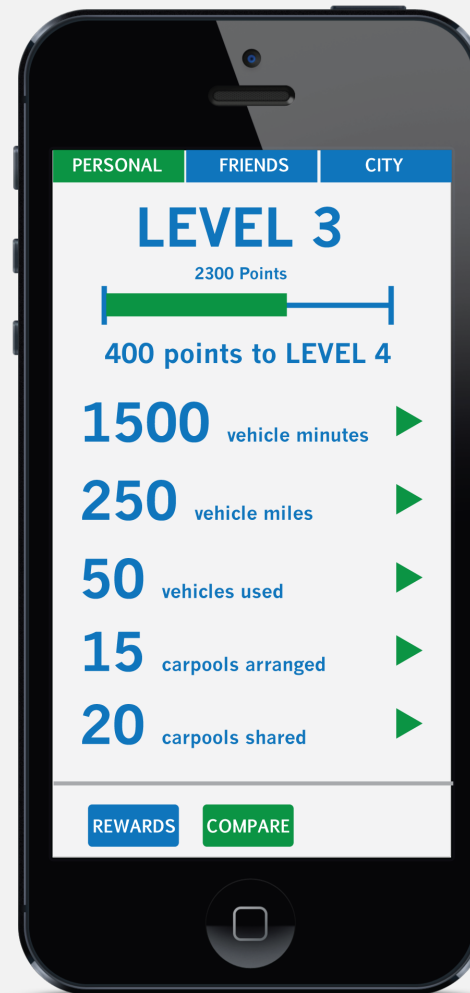 PERSONAL FRIENDS CITY
LEVEL 3
2300 Points
400 points to LEVEL 4
1500 vehicle minutes
250 vehicle miles
50 vehicles used
15 carpools arranged
20 carpools shared
REWARDS COMPARE